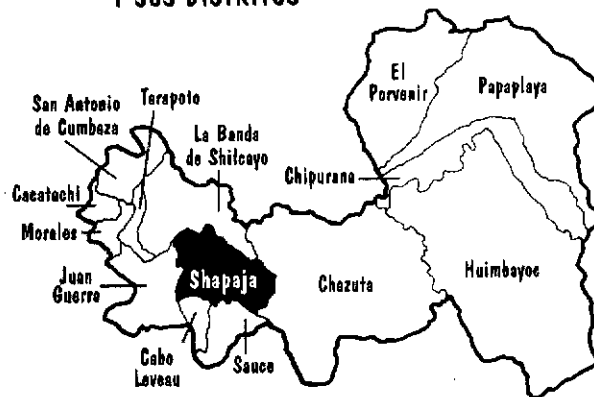 Y SUS DISTRITOS
El
Porvenir
Papaplaya
San Antonio
de Cumbaza
Tarapoto
La Banda
de Shilcayo
Chipurana
Cacatachi
Morales
Juan
Guerra
Shapaja
Chazuta
Huimbayoc
Cabo
Leveau
Sauce